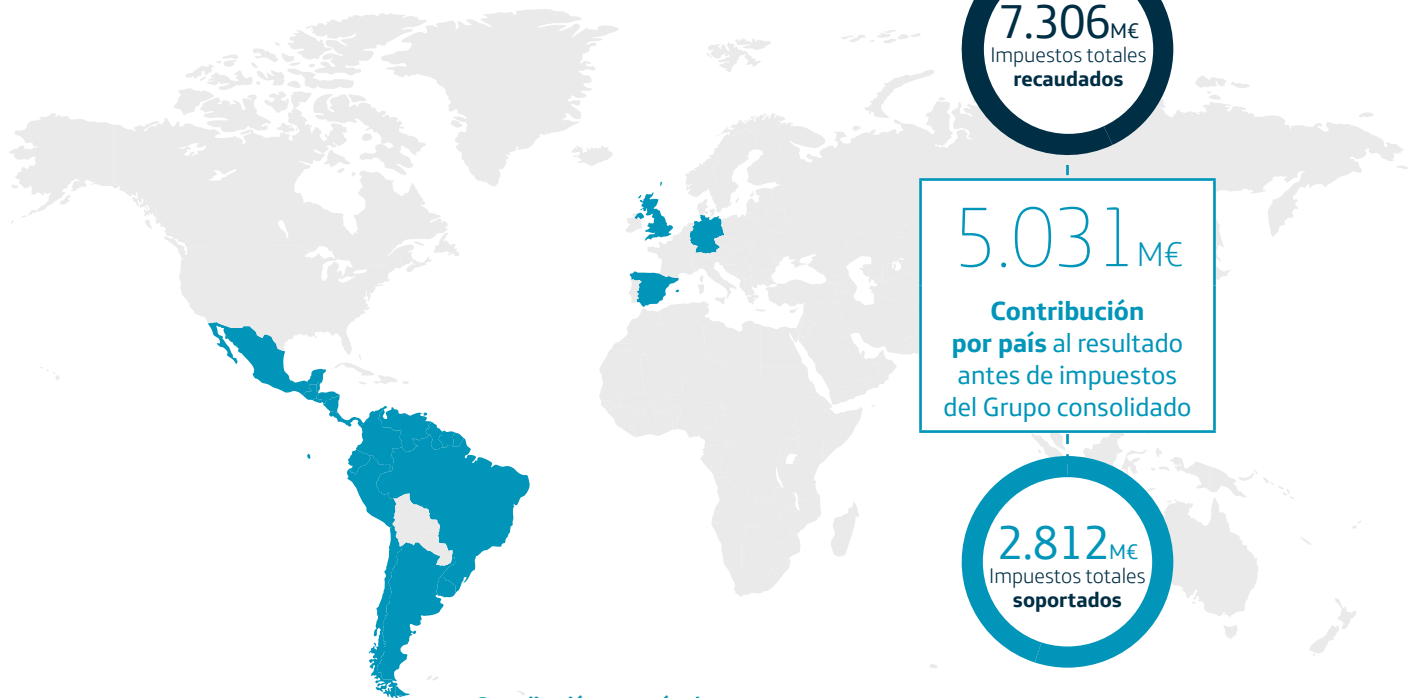 7.306M€
Impuestos totales
recaudados
5.031M€
Contribución
por país al resultado
antes de impuestos
del Grupo consolidado
2.812M€
Impuestos totales
soportados